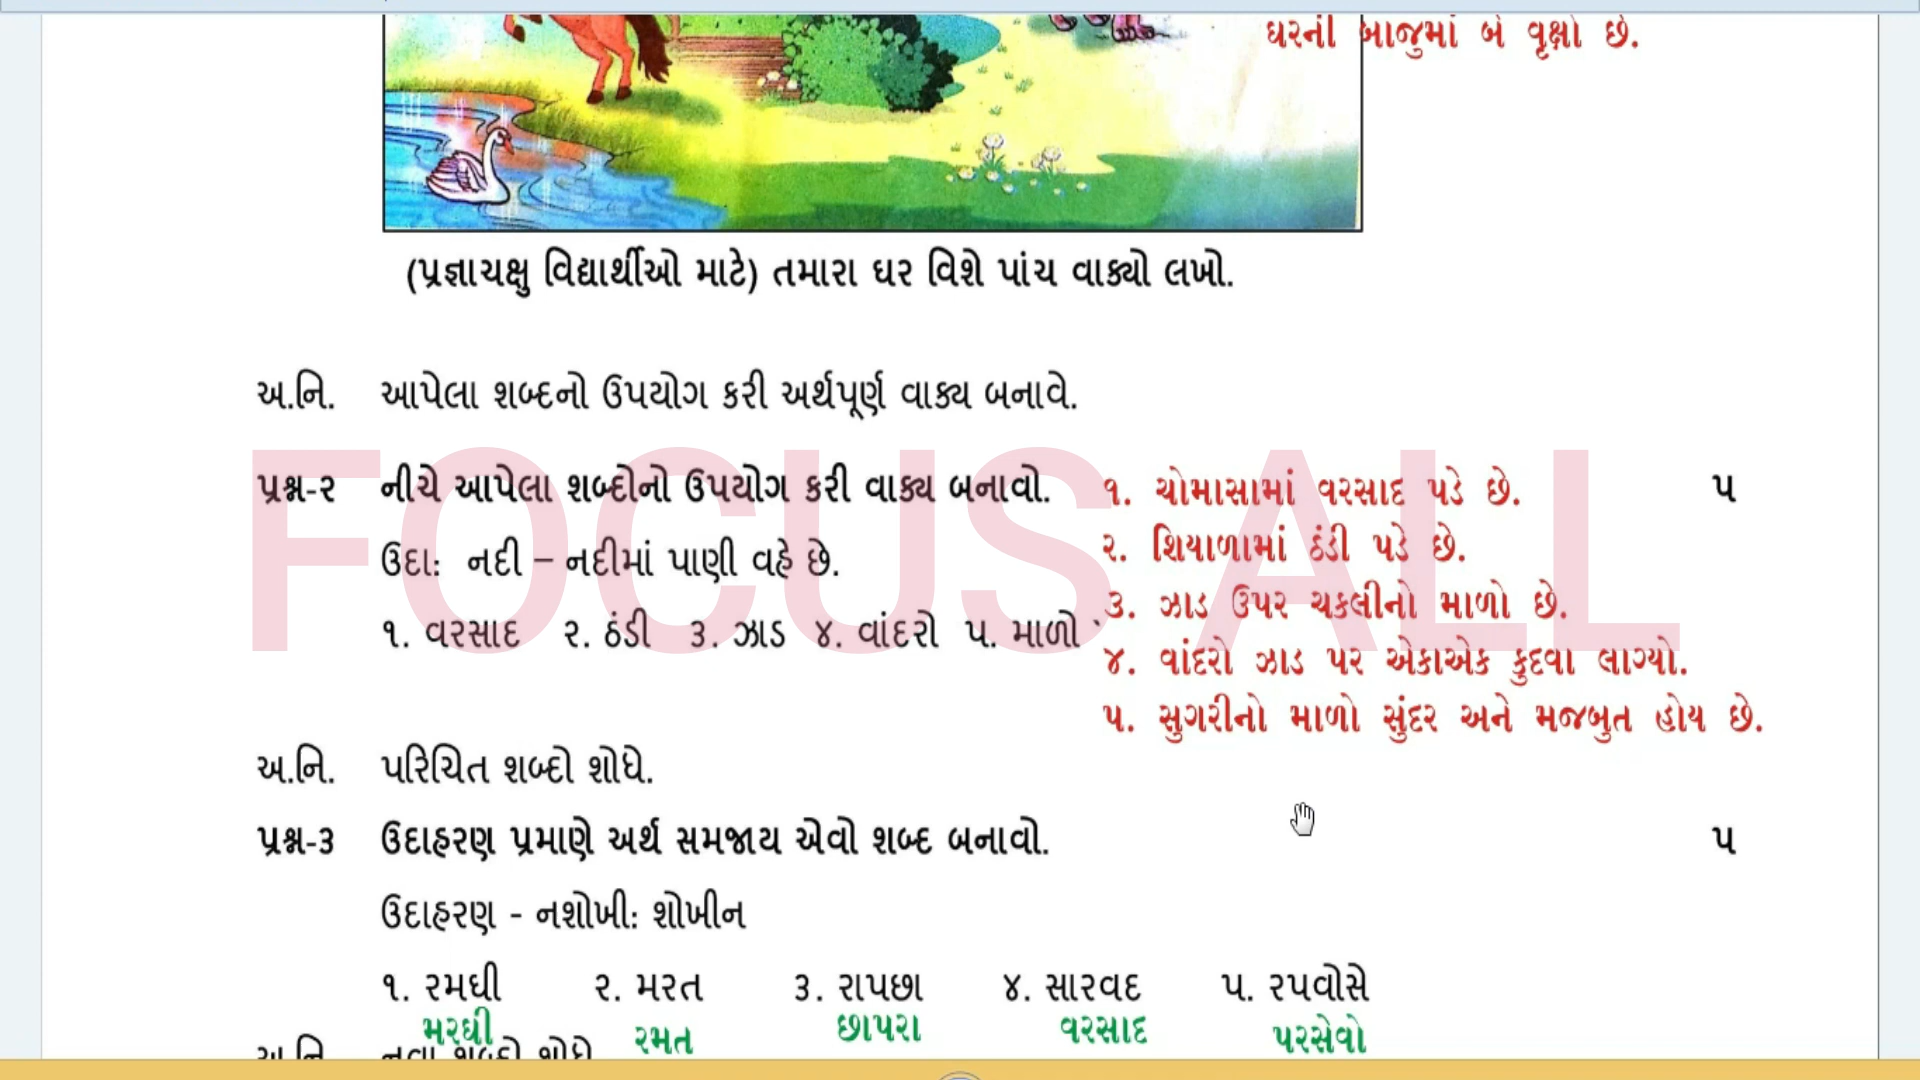 ઘરની બાજુમાં બે વૃક્ષો છે.
(પ્રજ્ઞાચક્ષુ વિદ્યાર્થીઓ માટે) તમારા ઘર વિશે પાંચ વાક્યો લખો.
અ.નિ. આપેલા શબ્દનો ઉપયોગ કરી અર્થપૂર્ણ વાક્ય બનાવે.
FOCUS ALL
પ્રશ્ન-૨ નીચે આપેલા શબ્દોનો ઉપયોગ કરી વાક્ય બનાવો. ૫
ઉદા: નદી – નદીમાં પાણી વહે છે.
૧. વરસાદ ૨. ઠંડી ૩. ઝાડ ૪. વાંદરો ૫. માળો
૧. ચોમાસામાં વરસાદ પડે છે.
૨. શિયાળામાં ઠંડી પડે છે.
૩. ઝાડ ઉપર ચકલીનો માળો છે.
૪. વાંદરો ઝાડ પર એકાએક કુદવા લાગ્યો.
૫. સુગરીનો માળો સુંદર અને મજબુત હોય છે.
અ.નિ. પરિચિત શબ્દો શોધે.
પ્રશ્ન-૩ ઉદાહરણ પ્રમાણે અર્થ સમજાય એવો શબ્દ બનાવો. ૫
ઉદાહરણ - નશોખી: શોખીન
૧. રમઘી ૨. મરત ૩. રાપછા ૪. સારવદ ૫. રપવોસે
મરઘી રમત છાપરા વરસાદ પરસેવો
અ.નિ. નવા શબ્દો શોધે